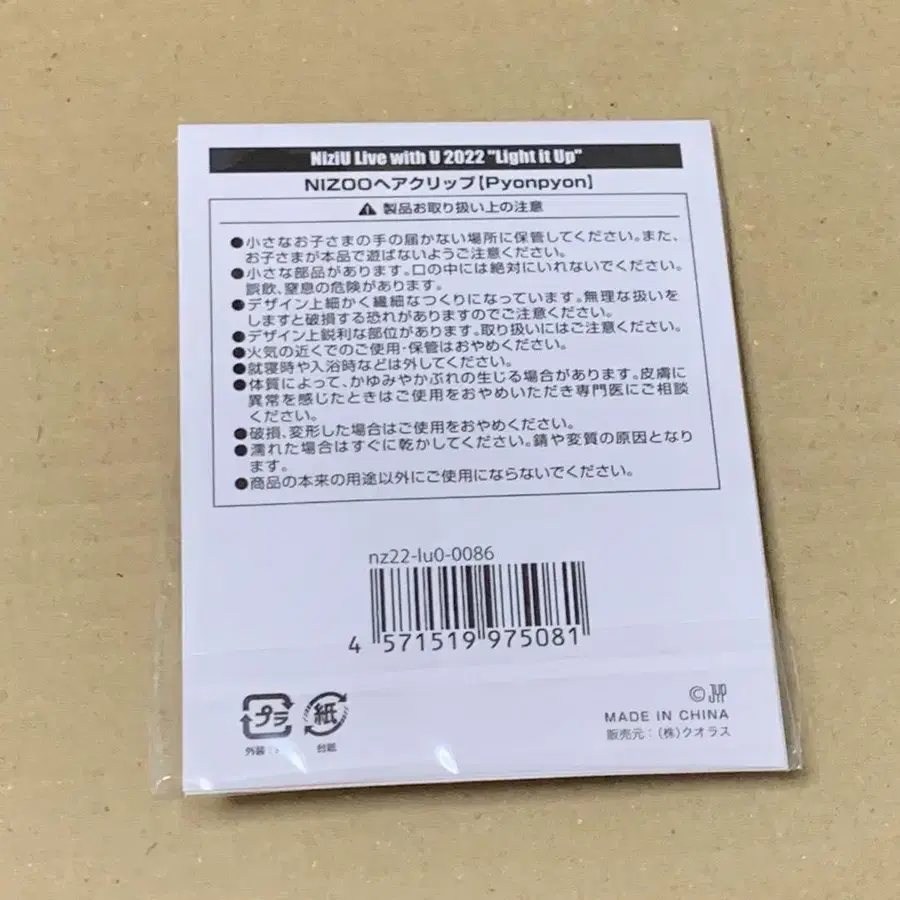 NiziU Live with U 2022 "Light it Up"
NIZOOヘアクリップ【Pyonpyon】
製品お取り扱い上の注意
●小さなお子さまの手の届かない場所に保管してください。また、
お子さまが本品で遊ばないようご注意ください。
●小さな部品があります。口の中には絶対にいれないでください。
誤飲、窒息の危険があります。
●デザイン上細かく繊細なつくりになっています。無理な扱いを
しますと破損する恐れがありますのでご注意ください。
●デザイン上鋭利な部位があります。取り扱いにはご注意ください。
●火気の近くでのご使用・保管はおやめください。
●就寝時や入浴時などは外してください。
●体質によって、かゆみやかぶれの生じる場合があります。皮膚に
異常を感じたときはご使用をおやめいただき専門医にご相談
ください。
●破損、変形した場合はご使用をおやめください。
●濡れた場合はすぐに乾かしてください。錆や変質の原因となり
ます。
●商品の本来の用途以外にご使用にならないでください。
nz22-lu0-0086
4 571519 975081
プラ 紙
外装: 台紙
© JYP
MADE IN CHINA
販売元:(株)クオラス